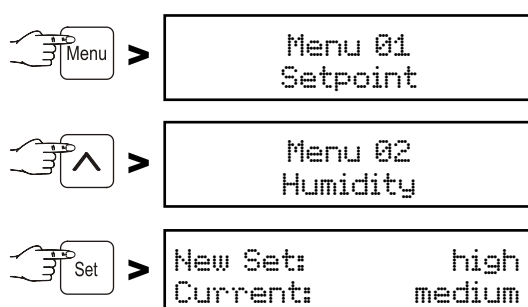 Menu
>
Menu 01
Setpoint
>
Menu 02
Humidity
Set
>
New Set: high
Current: medium